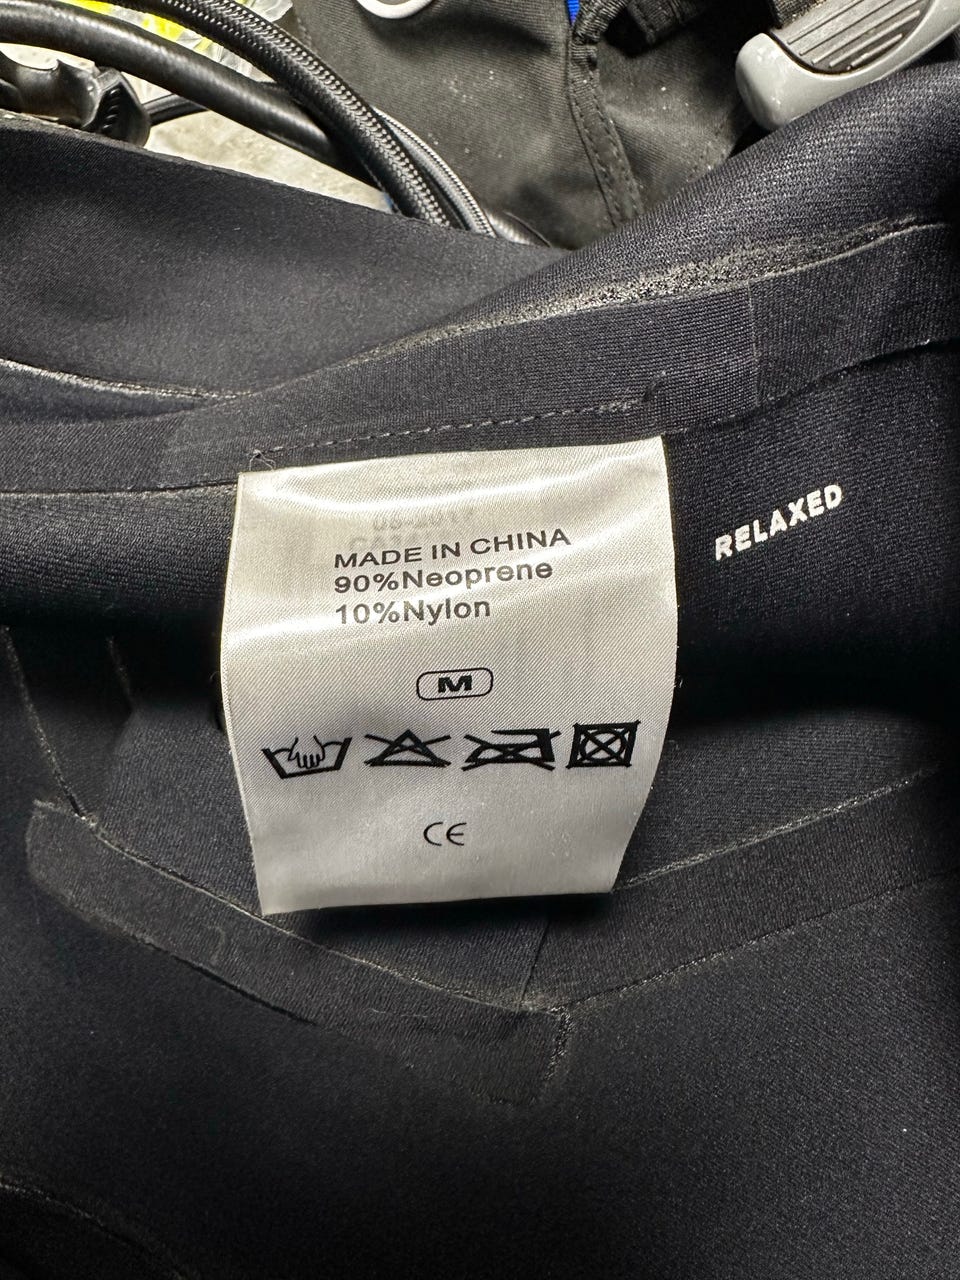 MADE IN CHINA
90%Neoprene
10%Nylon
M
CE
RELAXED